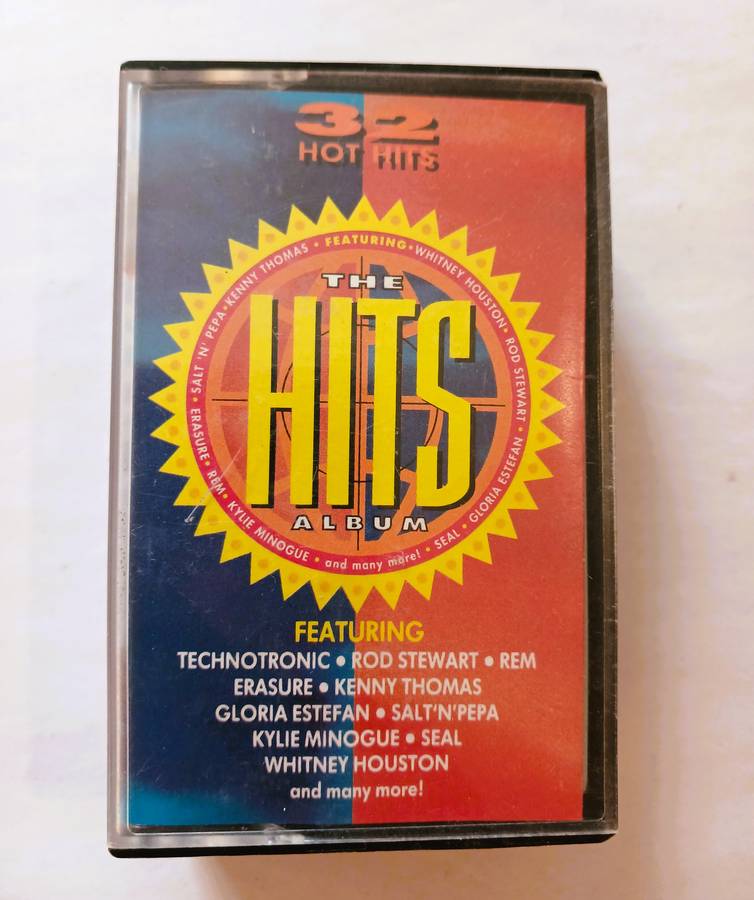 32
HOT HITS
• FEATURING • WHITNEY HOUSTON • ROD STEWART • GLORIA ESTEFAN • SEAL • and many more! • KYLIE MINOGUE • REM • ERASURE • SALT 'N' PEPA • KENNY THOMAS
THE
HITS
ALBUM
FEATURING
TECHNOTRONIC • ROD STEWART • REM
ERASURE • KENNY THOMAS
GLORIA ESTEFAN • SALT'N'PEPA
KYLIE MINOGUE • SEAL
WHITNEY HOUSTON
and many more!